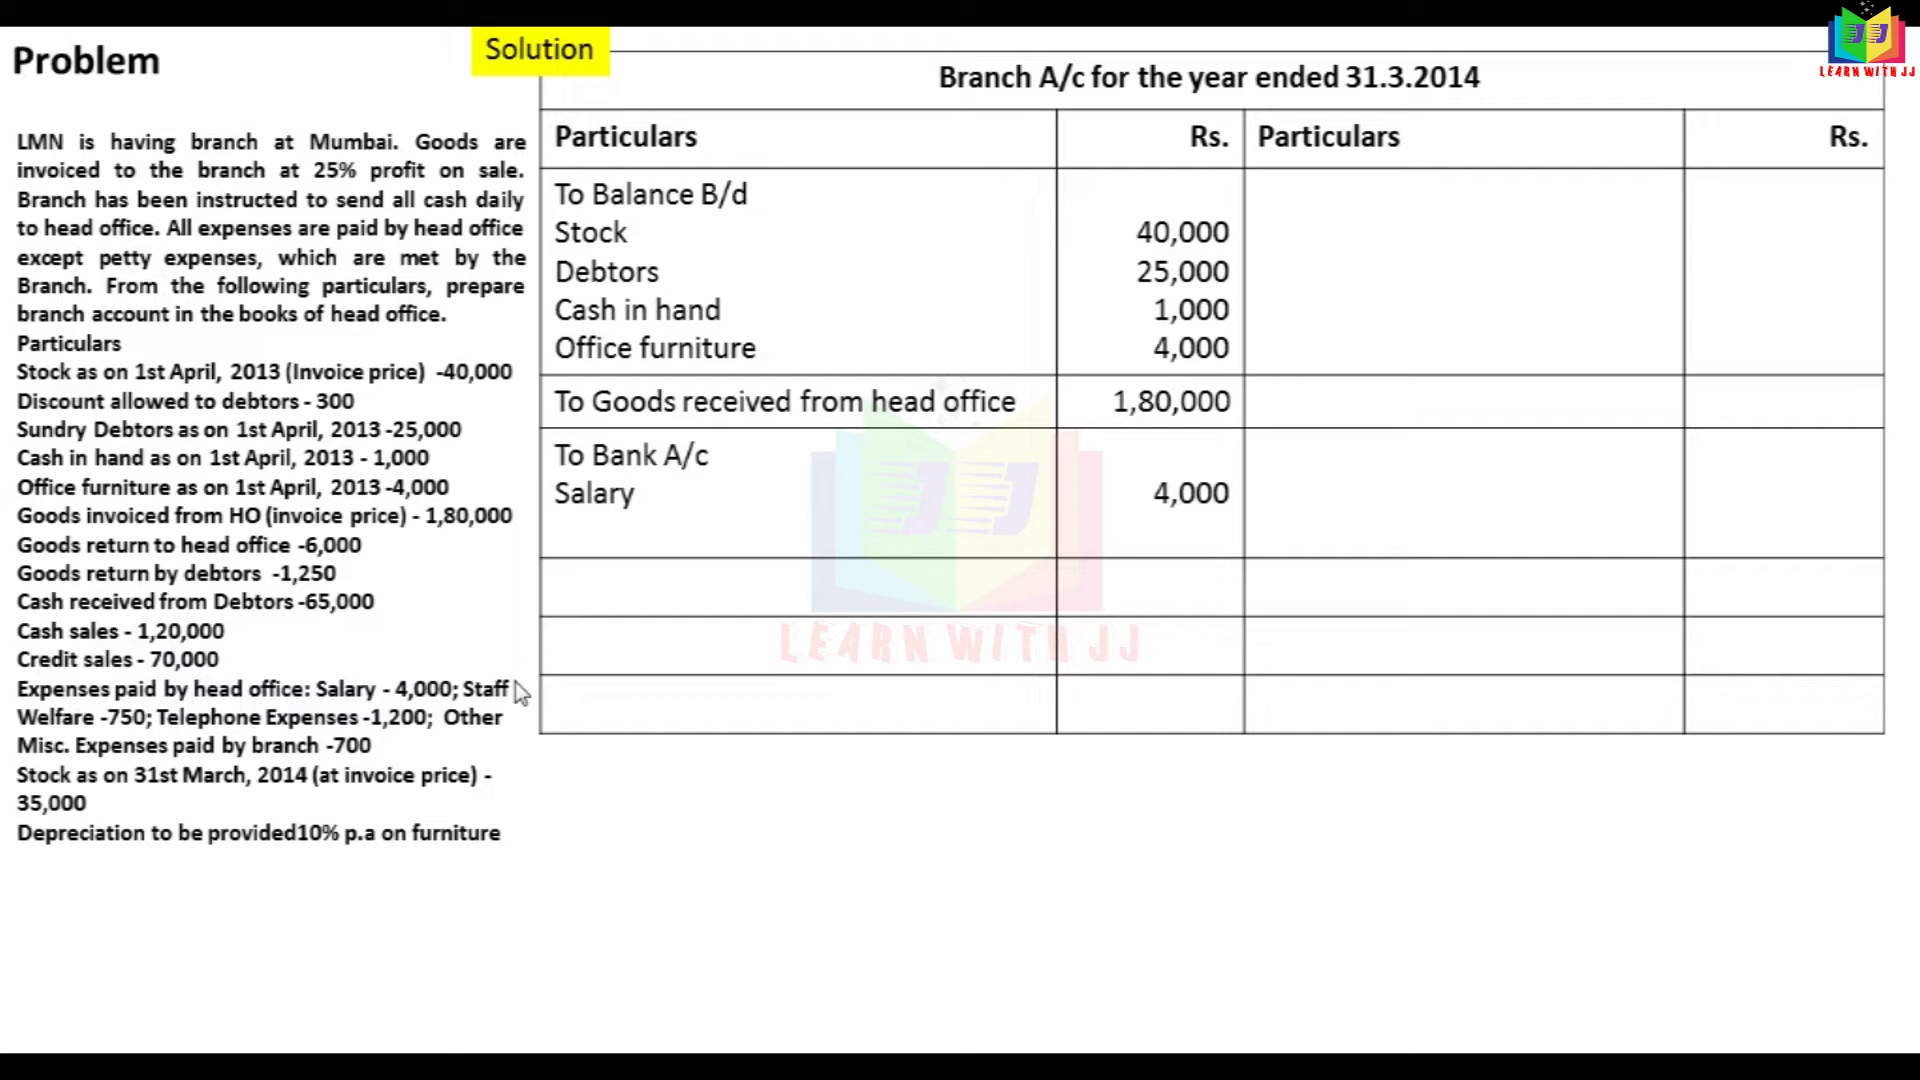 Problem
LMN is having branch at Mumbai. Goods are
invoiced to the branch at 25% profit on sale.
Branch has been instructed to send all cash daily
to head office. All expenses are paid by head office
except petty expenses, which are met by the
Branch. From the following particulars, prepare
branch account in the books of head office.
Particulars
Stock as on 1st April, 2013 (Invoice price) -40,000
Discount allowed to debtors - 300
Sundry Debtors as on 1st April, 2013 -25,000
Cash in hand as on 1st April, 2013 - 1,000
Office furniture as on 1st April, 2013 -4,000
Goods invoiced from HO (invoice price) - 1,80,000
Goods return to head office -6,000
Goods return by debtors -1,250
Cash received from Debtors -65,000
Cash sales - 1,20,000
Credit sales - 70,000
Expenses paid by head office: Salary - 4,000; Staff
Welfare -750; Telephone Expenses -1,200; Other
Misc. Expenses paid by branch -700
Stock as on 31st March, 2014 (at invoice price) -
35,000
Depreciation to be provided10% p.a on furniture
Solution
Branch A/c for the year ended 31.3.2014
Particulars Rs. Particulars Rs.
To Balance B/d
Stock 40,000
Debtors 25,000
Cash in hand 1,000
Office furniture 4,000
To Goods received from head office 1,80,000
To Bank A/c
Salary 4,000
JJ
LEARN WITH JJ
JJ
LEARN WITH JJ